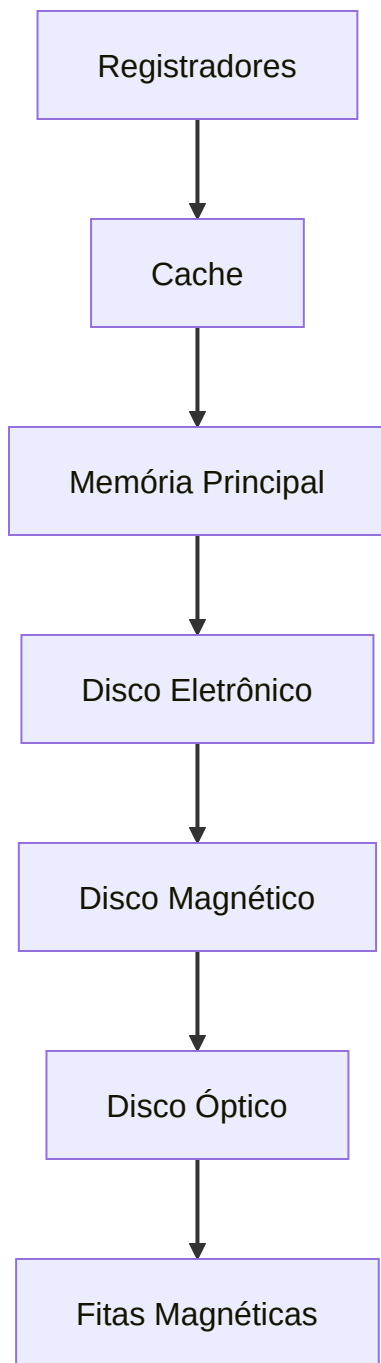 Registradores
Cache
Memória Principal
Disco Eletrônico
Disco Magnético
Disco Óptico
Fitas Magnéticas